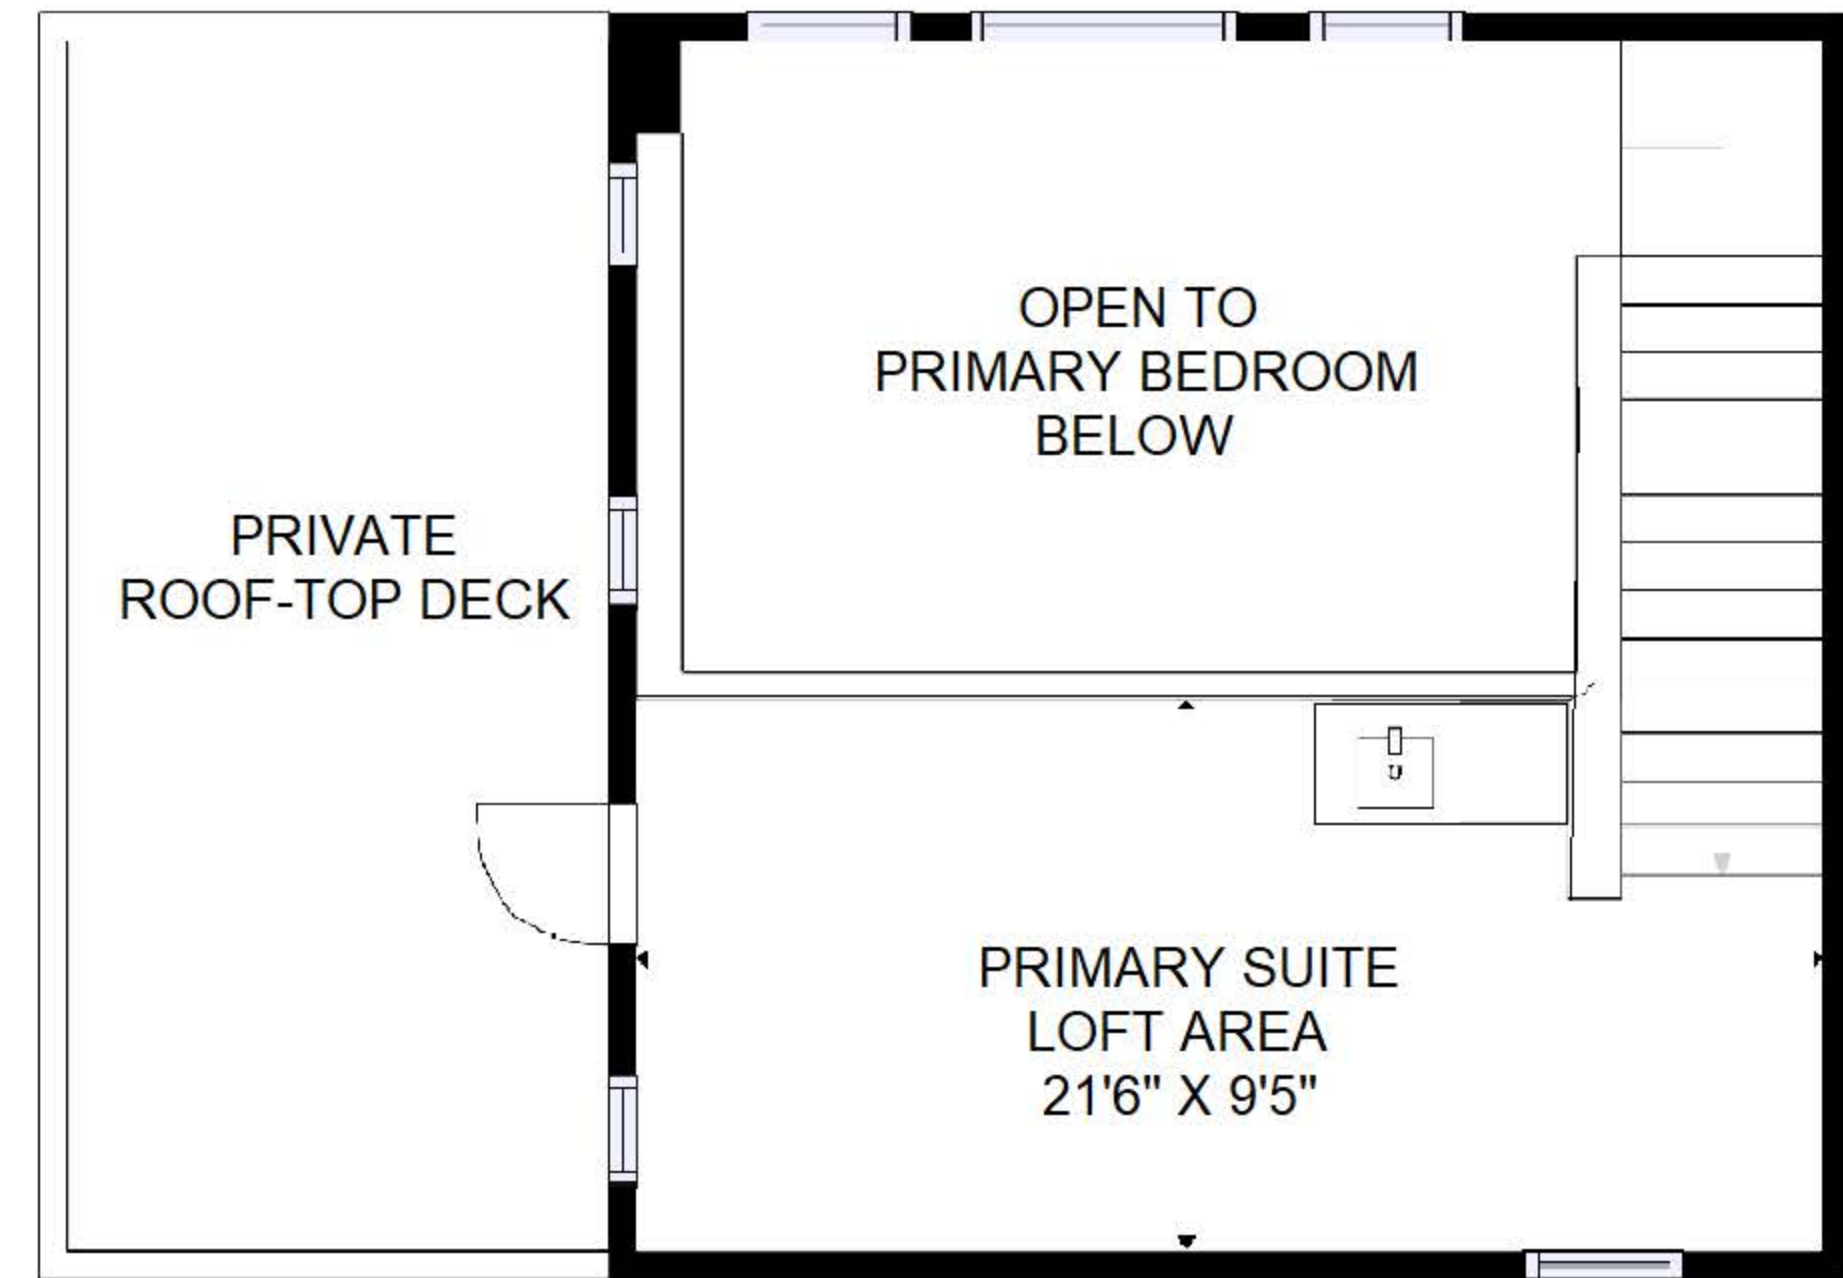 OPEN TO
PRIMARY BEDROOM
BELOW
PRIVATE
ROOF-TOP DECK
PRIMARY SUITE
LOFT AREA
21'6" X 9'5"